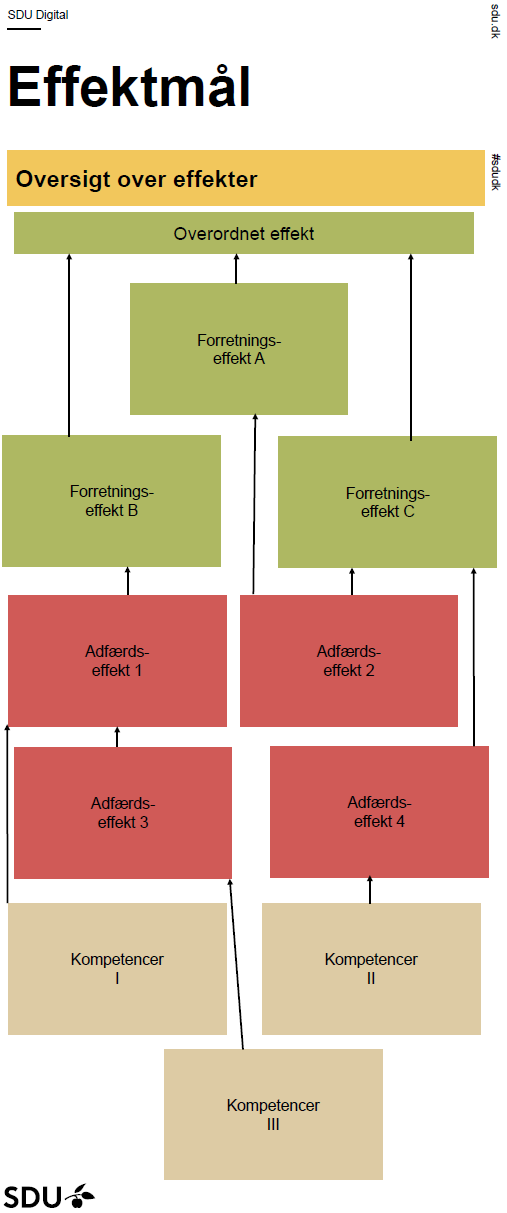 SDU Digital
sdu.dk
Effektmål
#sdudk
Oversigt over effekter
Overordnet effekt
Forretnings-
effekt A
Forretnings-
effekt B
Forretnings-
effekt C
Adfærds-
effekt 1
Adfærds-
effekt 2
Adfærds-
effekt 3
Adfærds-
effekt 4
Kompetencer
I
Kompetencer
II
Kompetencer
III
SDU